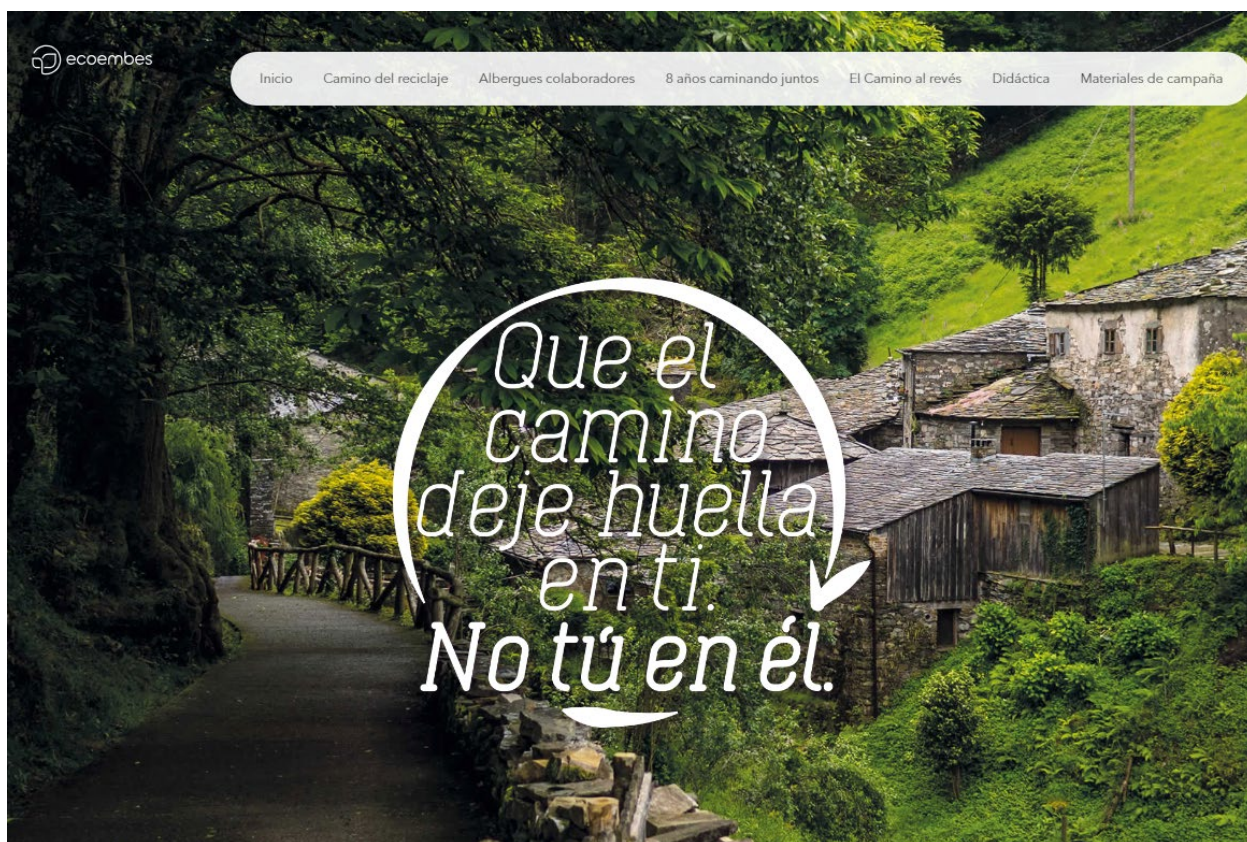 ecoembes
Inicio Camino del reciclaje Albergues colaboradores 8 años caminando juntos El Camino al revés Didáctica Materiales de campaña
Que el
camino
deje huella
en ti.
No tú en él.